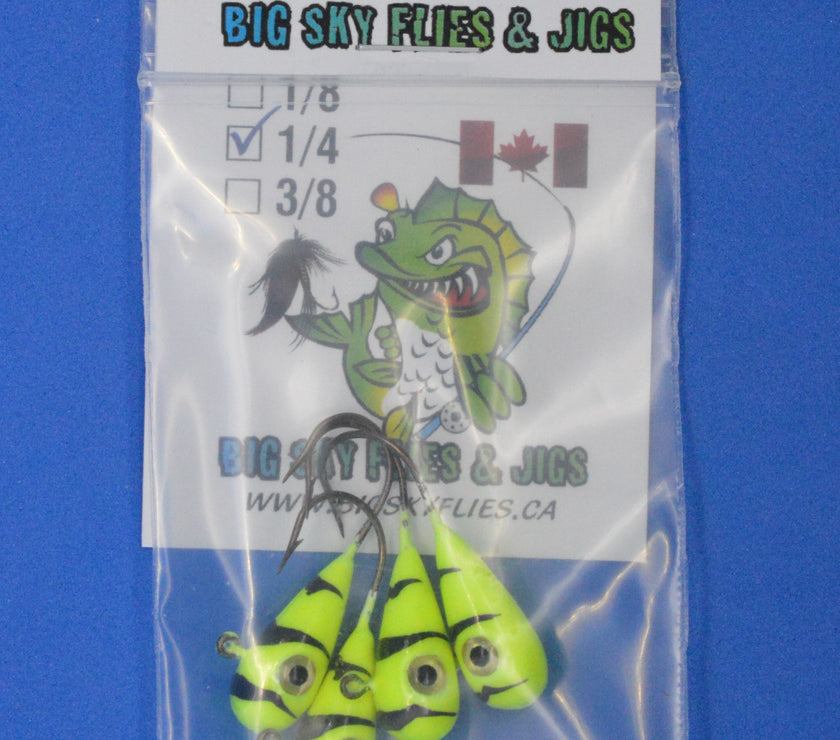 BIG SKY FLIES & JIGS
1/8
1/4
3/8
BIG SKY FLIES & JIGS
WWW.BIGSKYFLIES.CA